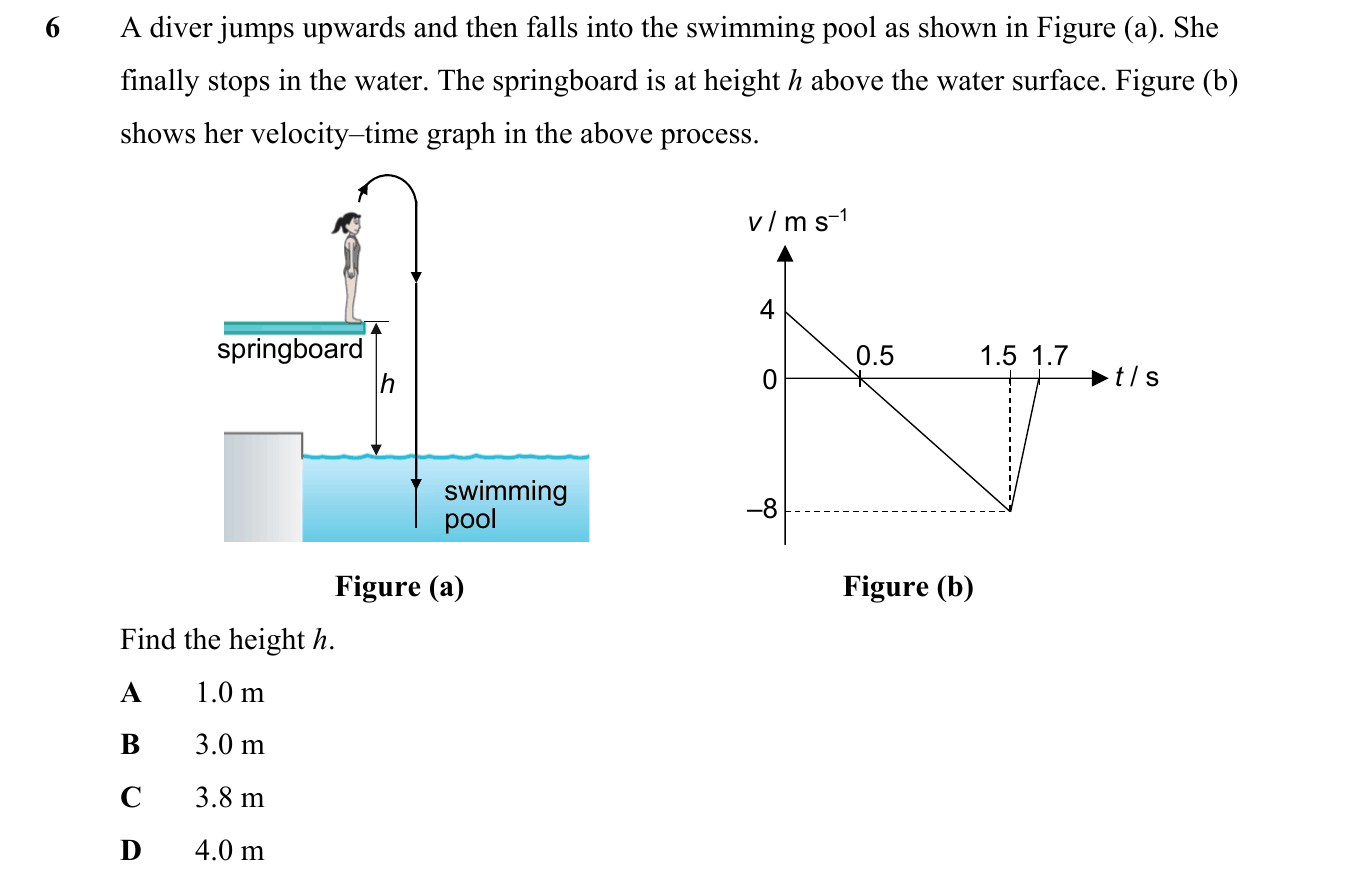 6 A diver jumps upwards and then falls into the swimming pool as shown in Figure (a). She
finally stops in the water. The springboard is at height h above the water surface. Figure (b)
shows her velocity–time graph in the above process.
springboard
h
swimming
pool
Figure (a)
v / m s⁻¹
4
0.5 1.5 1.7
0
t / s
–8
Figure (b)
Find the height h.
A 1.0 m
B 3.0 m
C 3.8 m
D 4.0 m